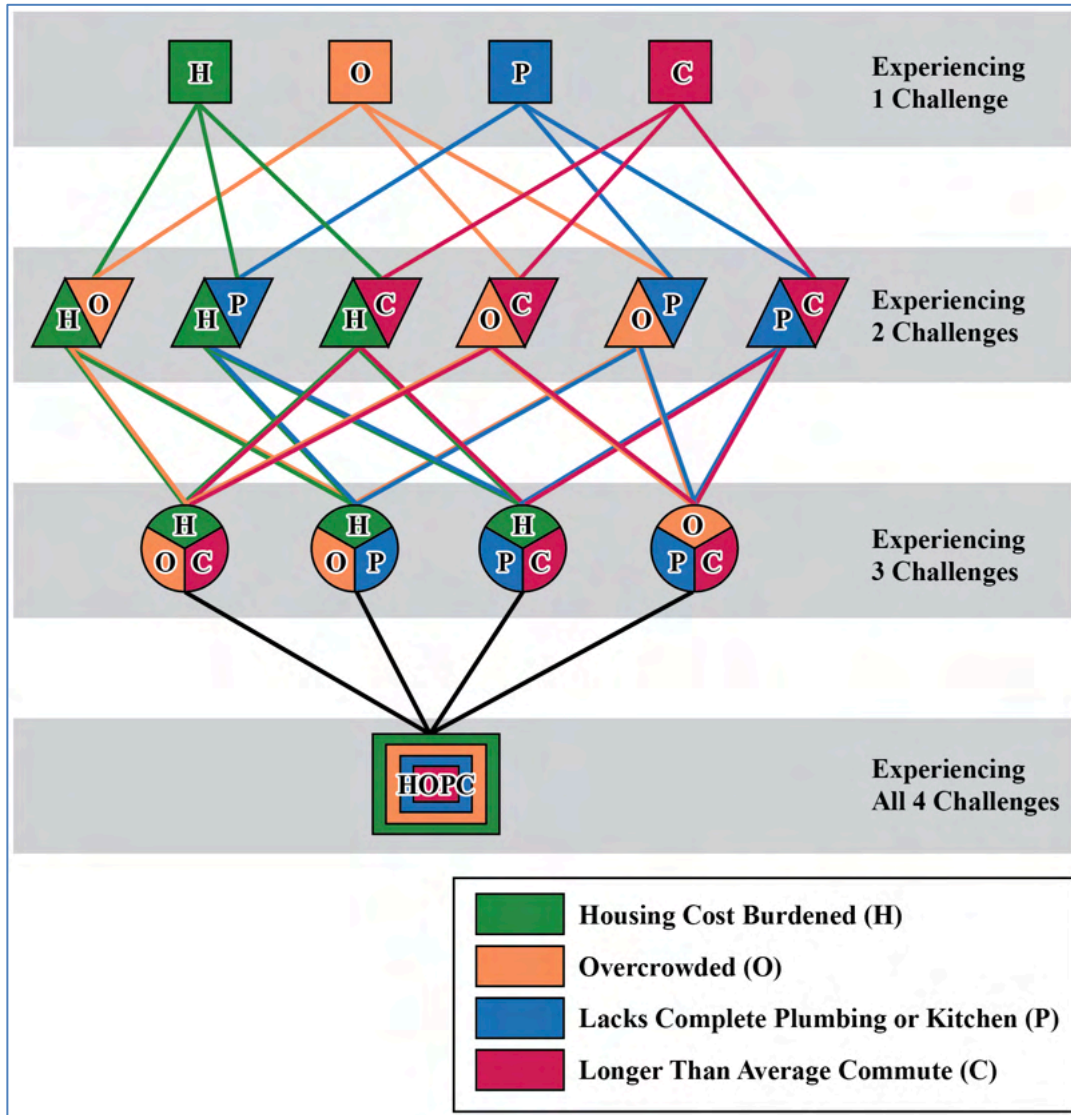 H O P C Experiencing
1 Challenge
H O H P H C O C O P P C Experiencing
2 Challenges
H H H O Experiencing
O C O P P C P C 3 Challenges
HOPC Experiencing
All 4 Challenges
Housing Cost Burdened (H)
Overcrowded (O)
Lacks Complete Plumbing or Kitchen (P)
Longer Than Average Commute (C)